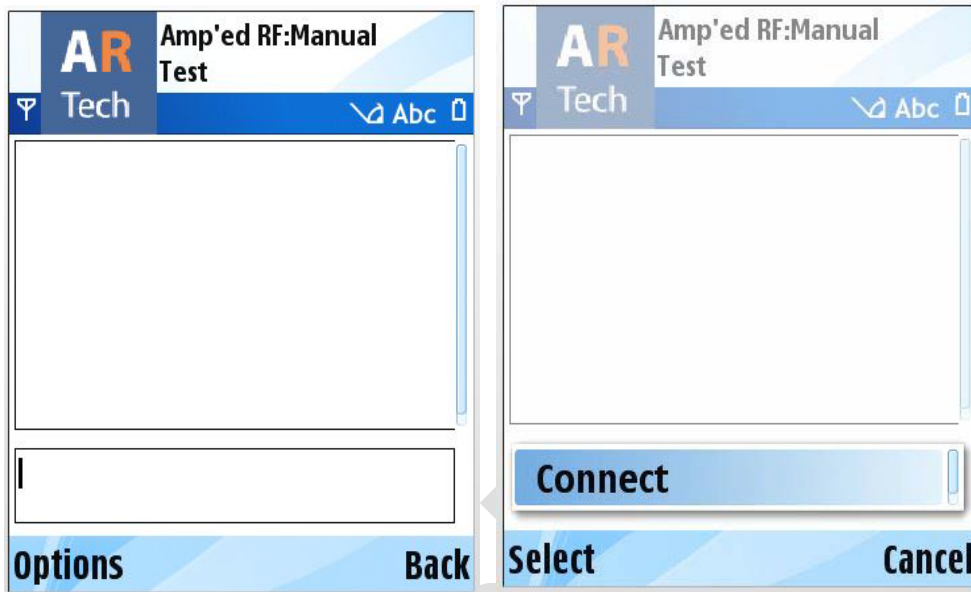 AR
Tech
Amp'ed RF:Manual
Test
Abc
Options
Back
AR
Tech
Amp'ed RF:Manual
Test
Abc
Connect
Select
Cancel